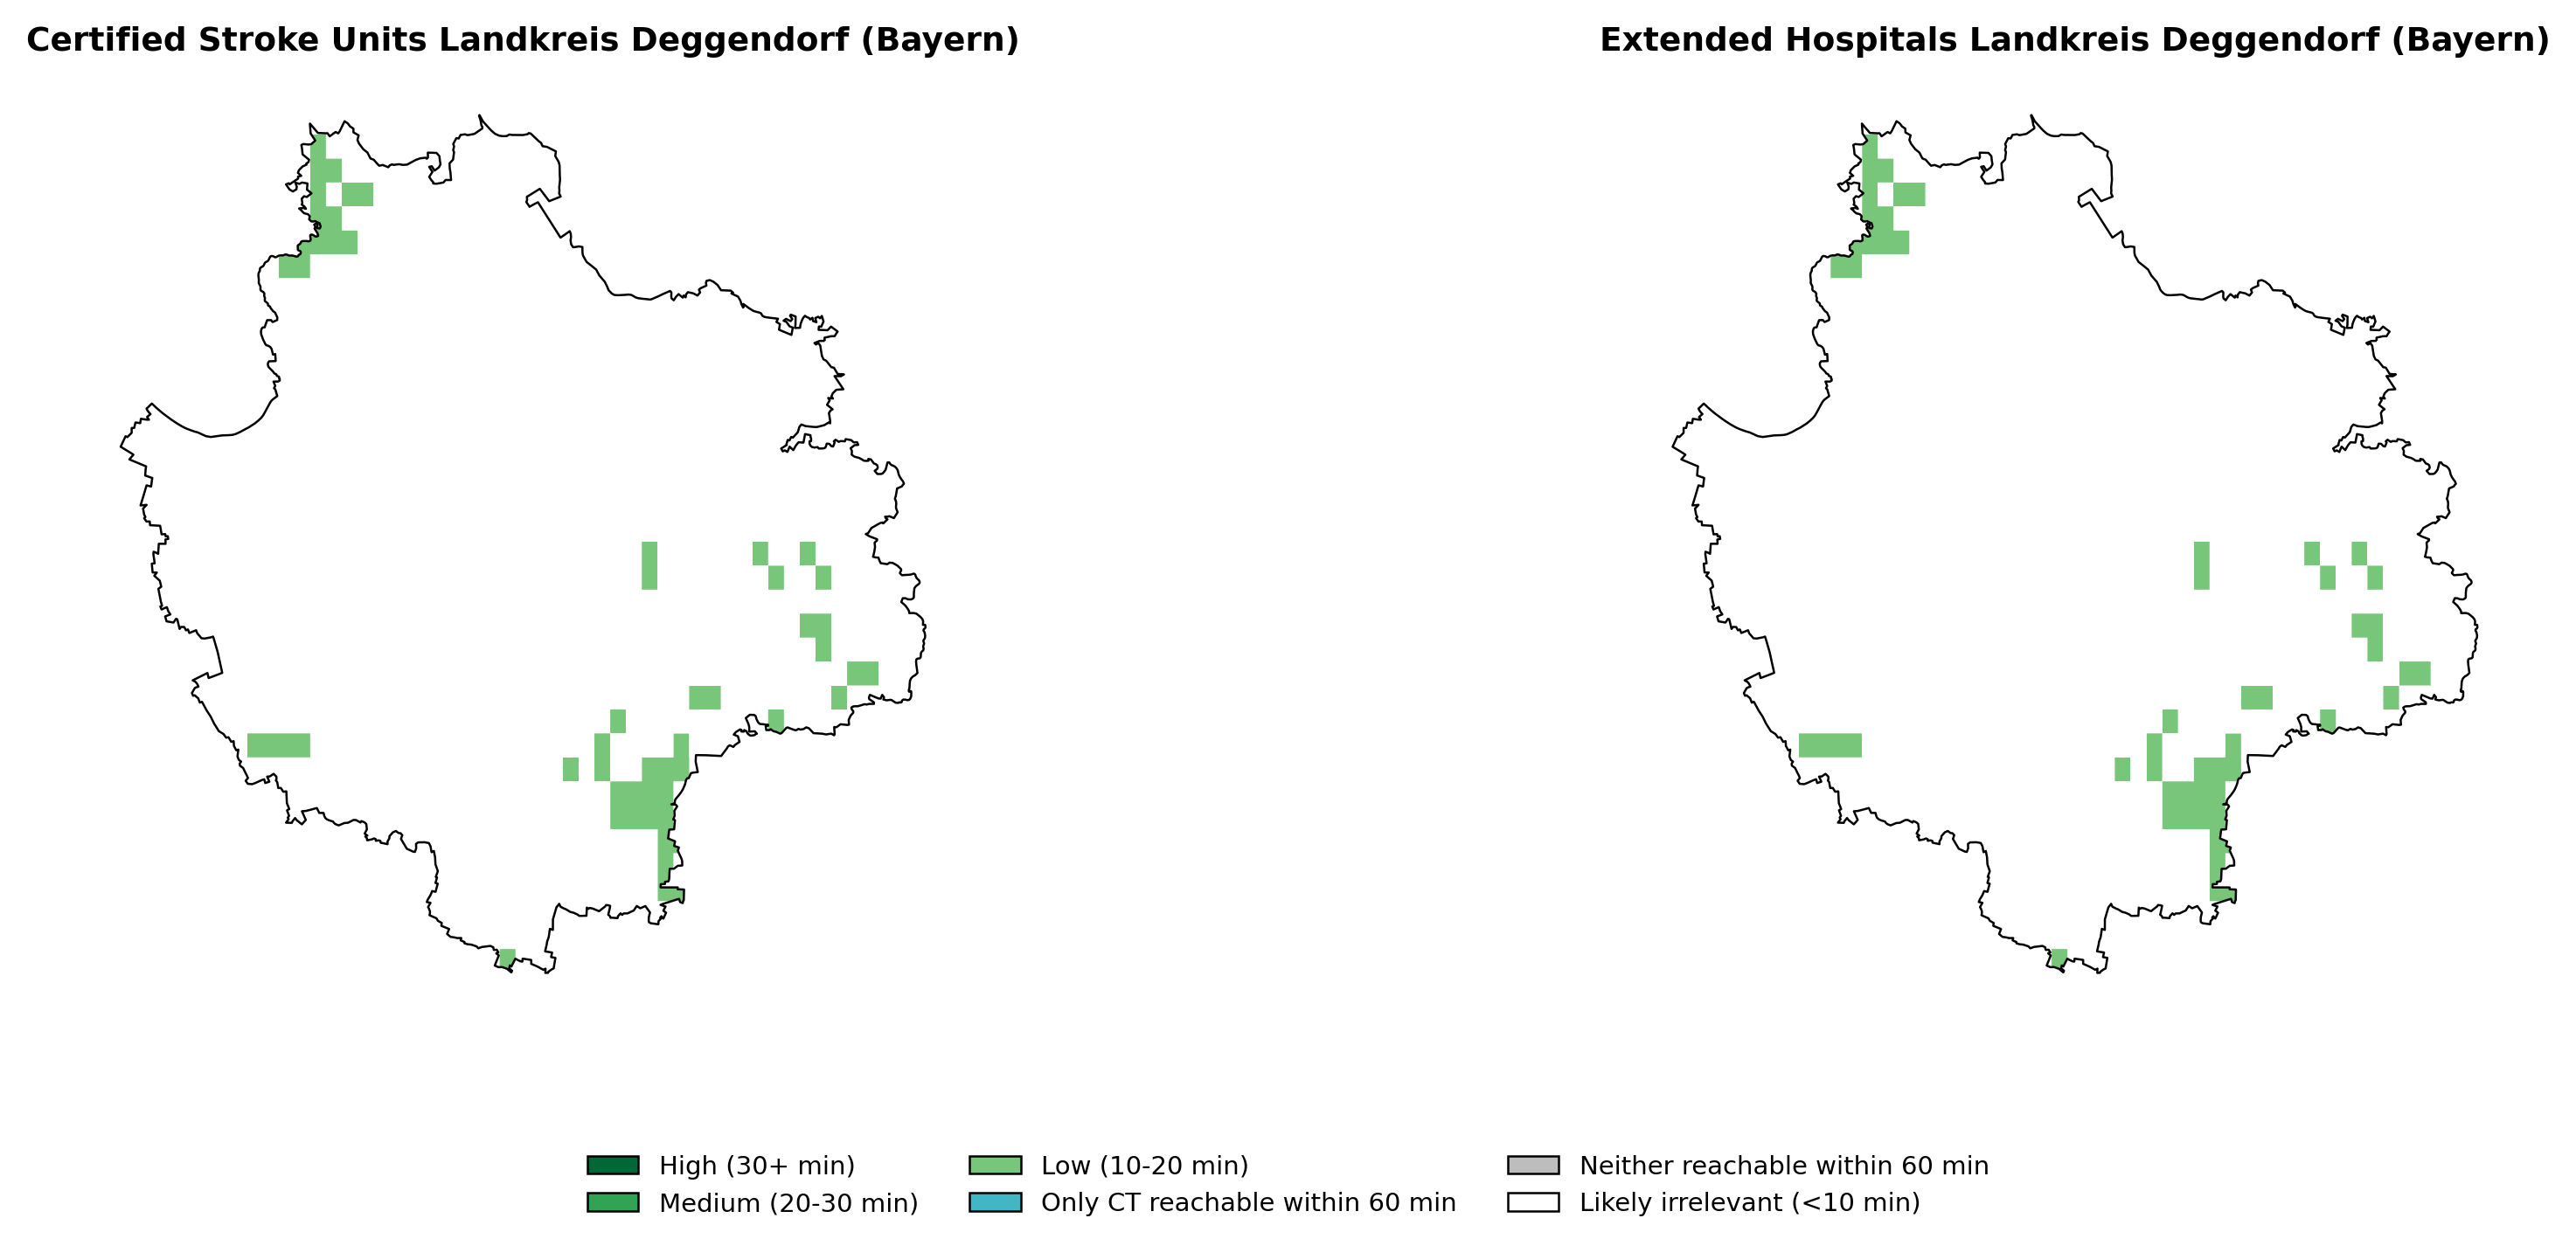 Certified Stroke Units Landkreis Deggendorf (Bayern)
Extended Hospitals Landkreis Deggendorf (Bayern)
High (30+ min)
Medium (20-30 min)
Low (10-20 min)
Only CT reachable within 60 min
Neither reachable within 60 min
Likely irrelevant (<10 min)